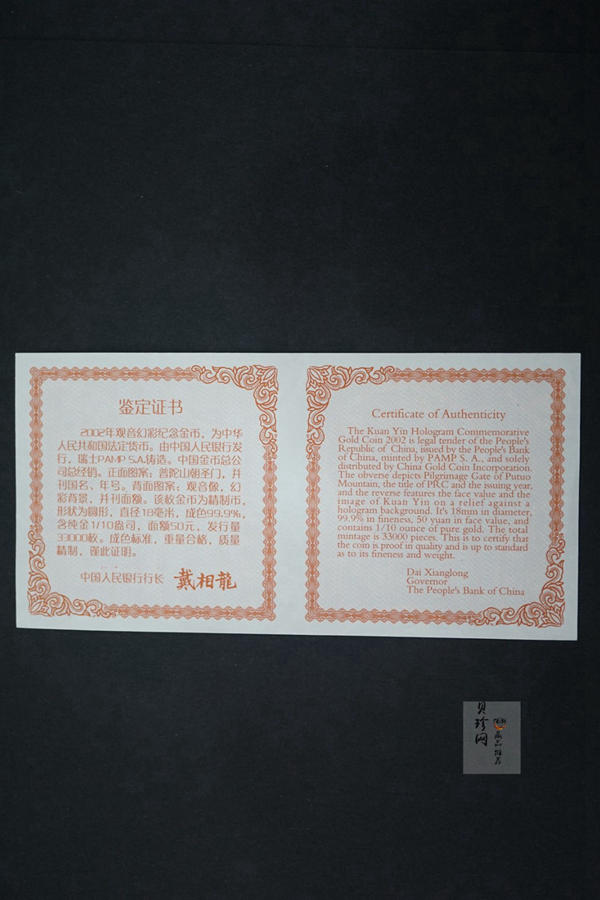 鉴定证书
2002年观音幻彩纪念金币，为中华
人民共和国法定货币。由中国人民银行发
行，瑞士PAMP S.A.铸造。中国金币总公
司总经销。正面图案：普陀山朝圣门，并
刊国名、年号。背面图案：观音像，幻
彩背景，并刊面额。该枚金币为精制币，
形状为圆形，直径18毫米，成色99.9%，
含纯金1/10盎司，面额50元，发行量
33000枚。成色标准，重量合格，质量
精制，谨此证明。
中国人民银行行长 戴相龍
Certificate of Authenticity
The Kuan Yin Hologram Commemorative
Gold Coin 2002 is legal tender of the People's
Republic of China, issued by the People's Bank
of China, minted by PAMP S. A., and solely
distributed by China Gold Coin Incorporation.
The obverse depicts Pilgrimage Gate of Putuo
Mountain, the title of PRC and the issuing year,
and the reverse features the face value and the
image of Kuan Yin on a relief against a
hologram background. It's 18mm in diameter,
99.9% in fineness, 50 yuan in face value, and
contains 1/10 ounce of pure gold. The total
mintage is 33000 pieces. This is to certify that
the coin is proof in quality and is up to standard
as to its fineness and weight.
Dai Xianglong
Governor
The People's Bank of China
贝珍网
藏品推荐